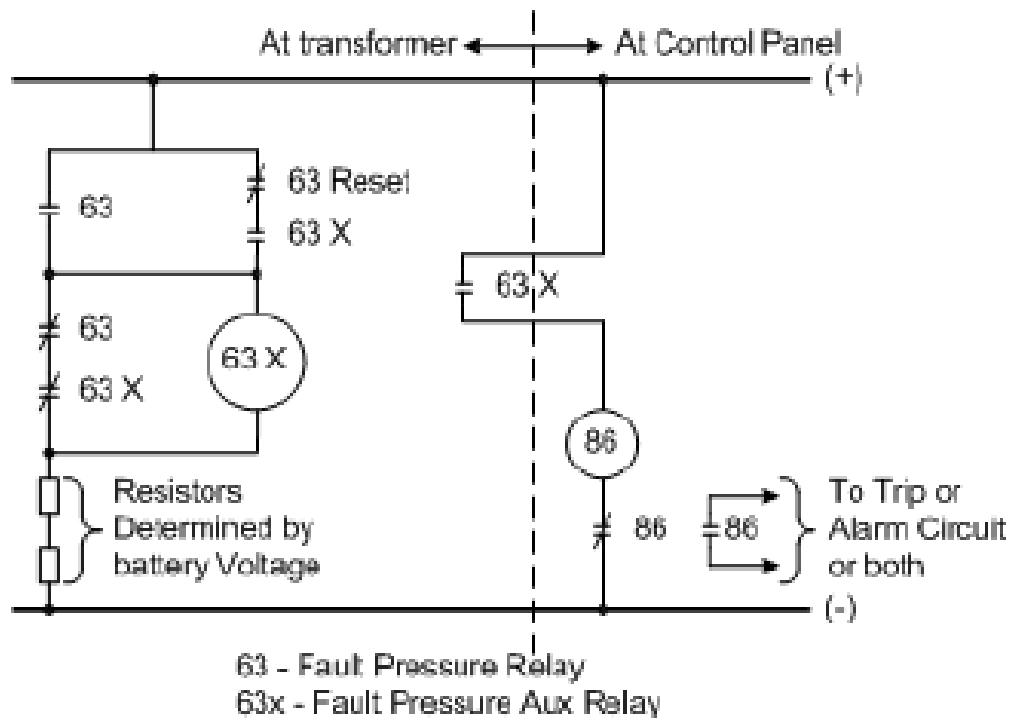 At transformer
At Control Panel
(+)
63 Reset
63
63 X
63 X
63
63 X
63 X
86
Resistors
Determined by
battery Voltage
86
86
To Trip or
Alarm Circuit
or both
(-)
63 - Fault Pressure Relay
63x - Fault Pressure Aux Relay